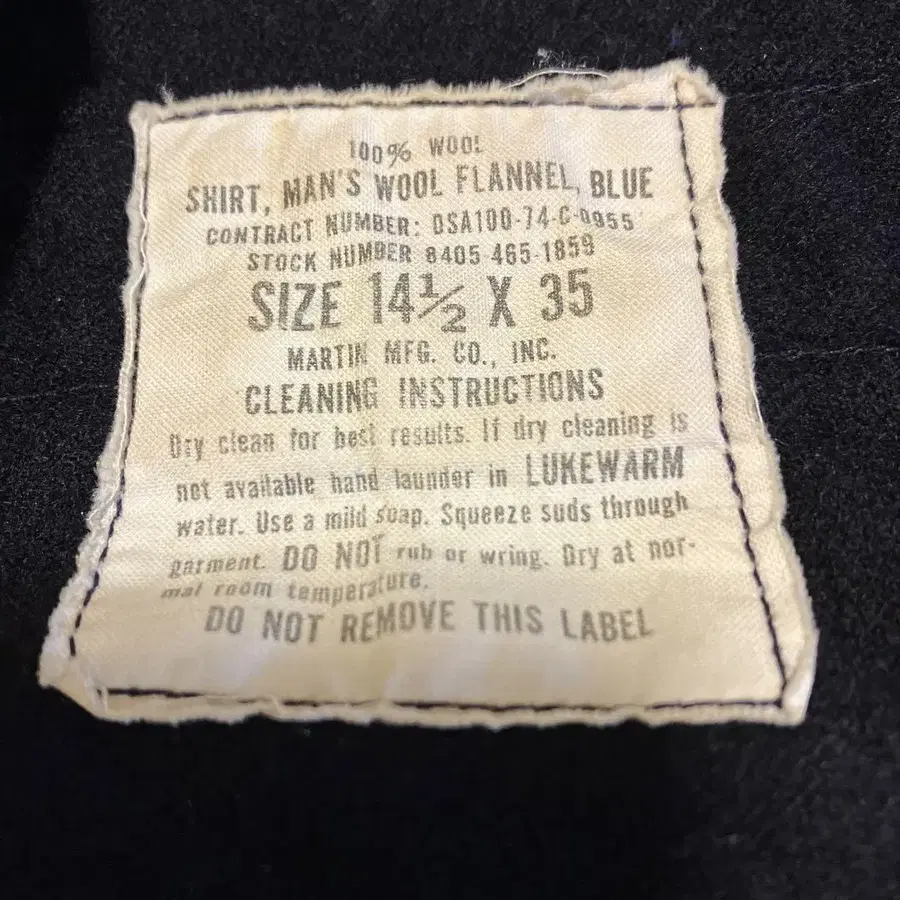 100% WOOL
SHIRT, MAN'S WOOL FLANNEL, BLUE
CONTRACT NUMBER: DSA100-74-C-0955
STOCK NUMBER 8405 465-1859
SIZE 14½ X 35
MARTIN MFG. CO., INC.
CLEANING INSTRUCTIONS
Dry clean for best results. If dry cleaning is
not available hand launder in LUKEWARM
water. Use a mild soap. Squeeze suds through
garment. DO NOT rub or wring. Dry at nor-
mal room temperature.
DO NOT REMOVE THIS LABEL